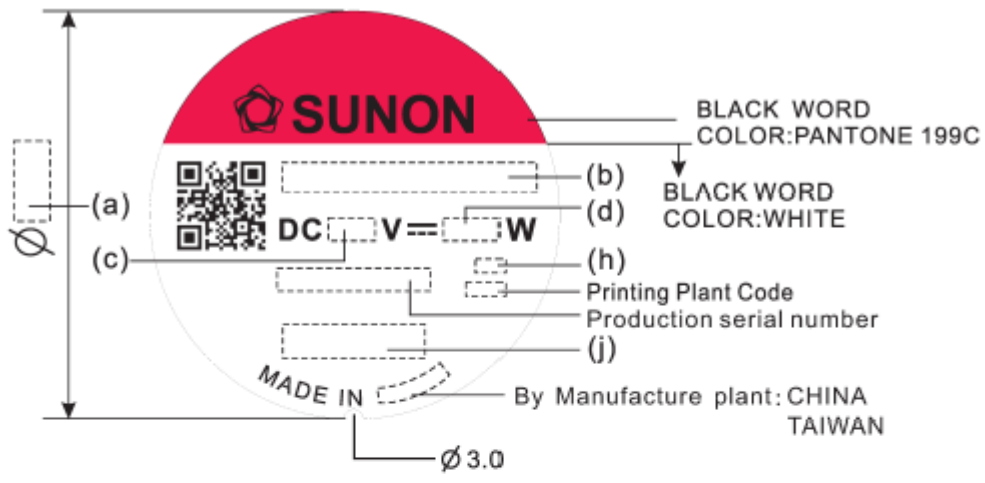 SUNON
BLACK WORD
COLOR:PANTONE 199C
(b)
BLACK WORD
COLOR:WHITE
(a)
Ø
DC V W
(d)
(c)
(h)
Printing Plant Code
Production serial number
(j)
MADE IN
By Manufacture plant: CHINA
TAIWAN
Ø 3.0